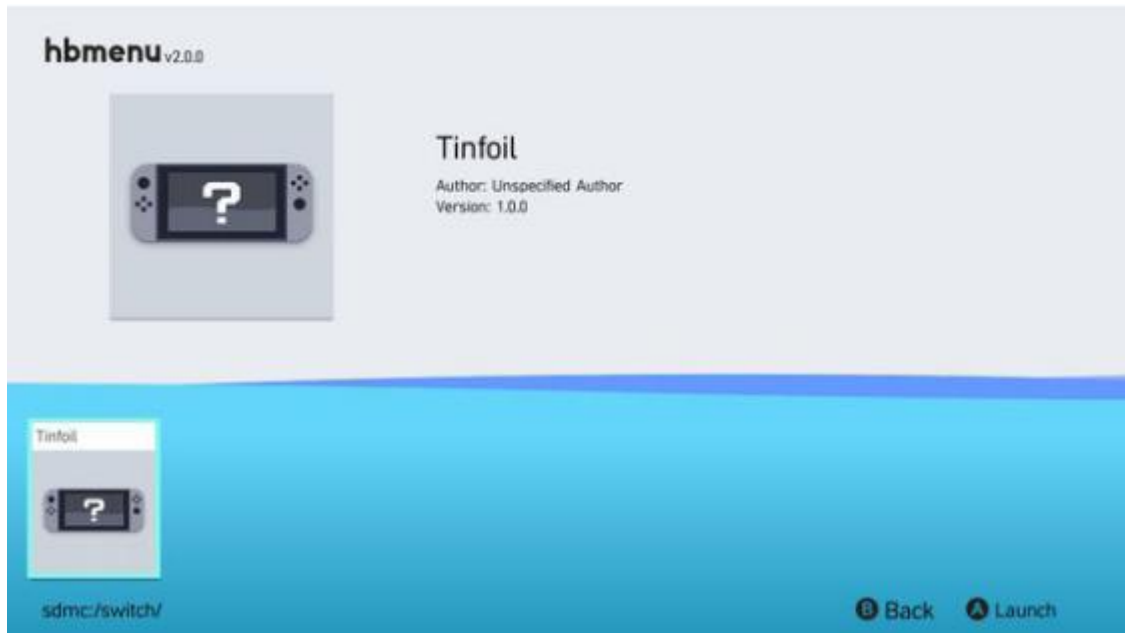 hbmenu v2.0.0
Tinfoil
Author: Unspecified Author
Version: 1.0.0
?
Tinfoil
?
sdmc:/switch/
B Back A Launch